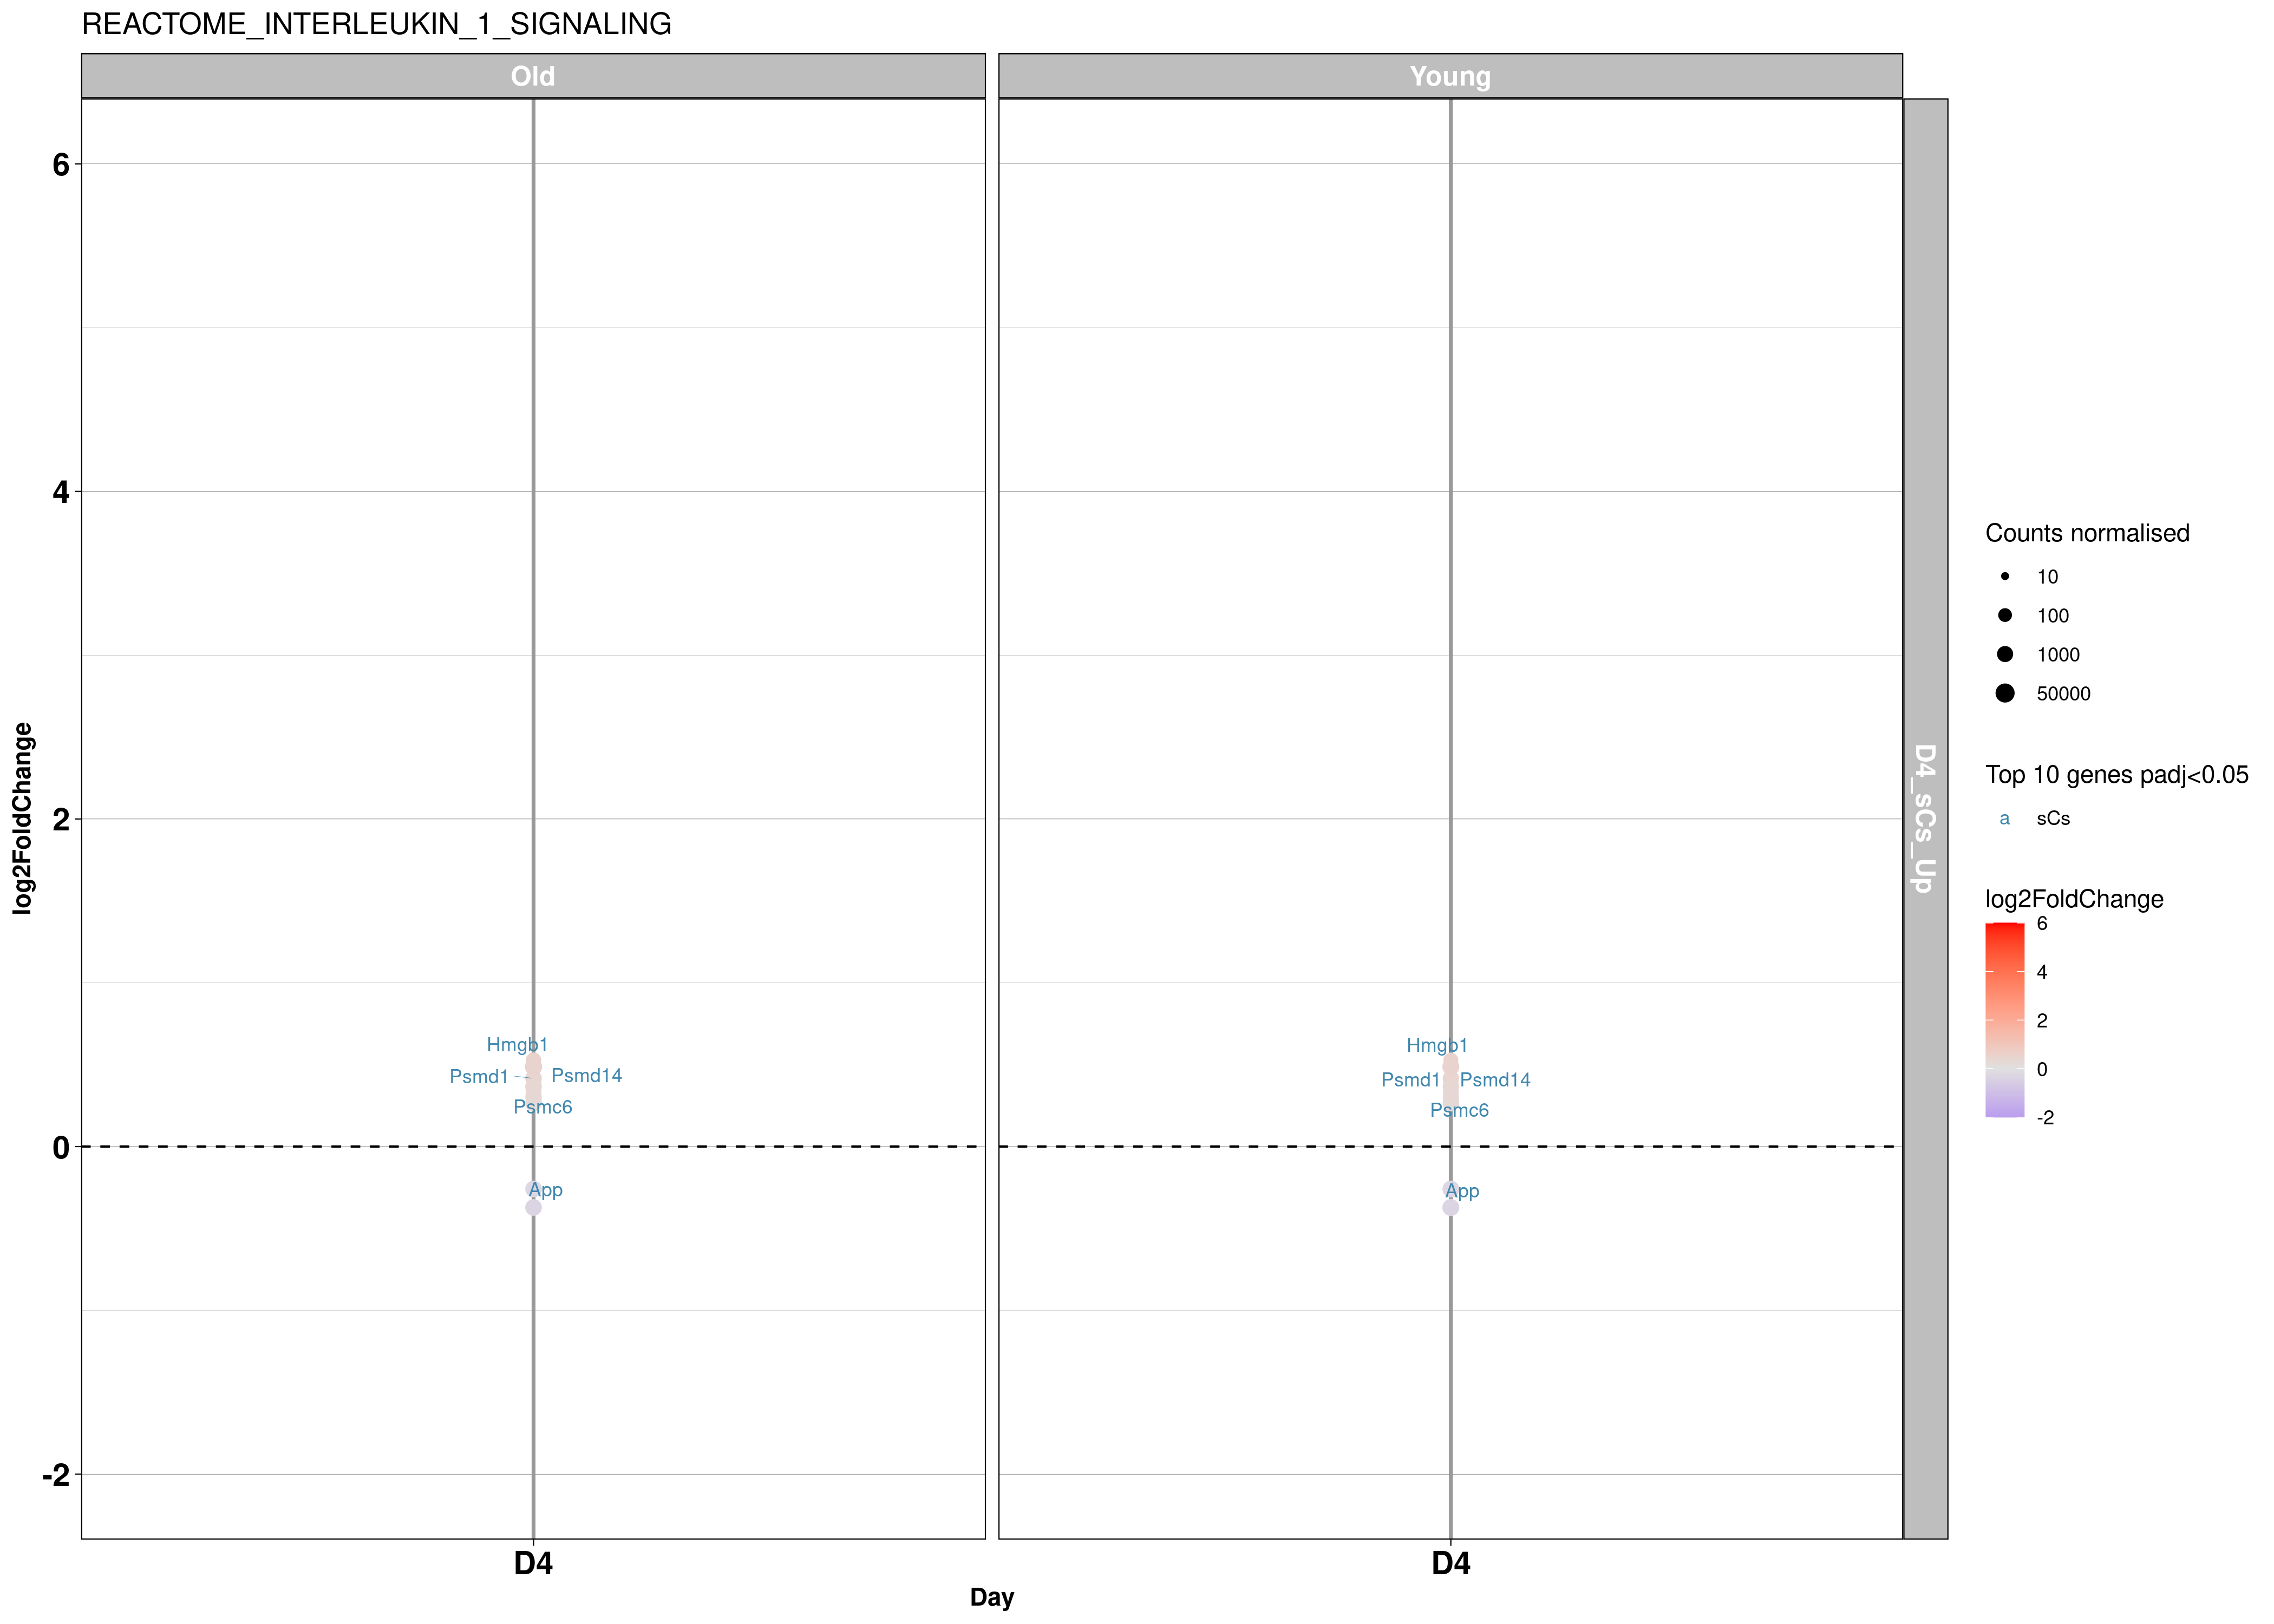 REACTOME_INTERLEUKIN_1_SIGNALING
Old
Young
6
4
2
0
-2
log2FoldChange
Hmgb1
Psmd1
Psmd14
Psmc6
App
Hmgb1
Psmd1
Psmd14
Psmc6
App
D4_sCs_Up
D4
D4
Day
Counts normalised
10
100
1000
50000
Top 10 genes padj<0.05
a sCs
log2FoldChange
6
4
2
0
-2